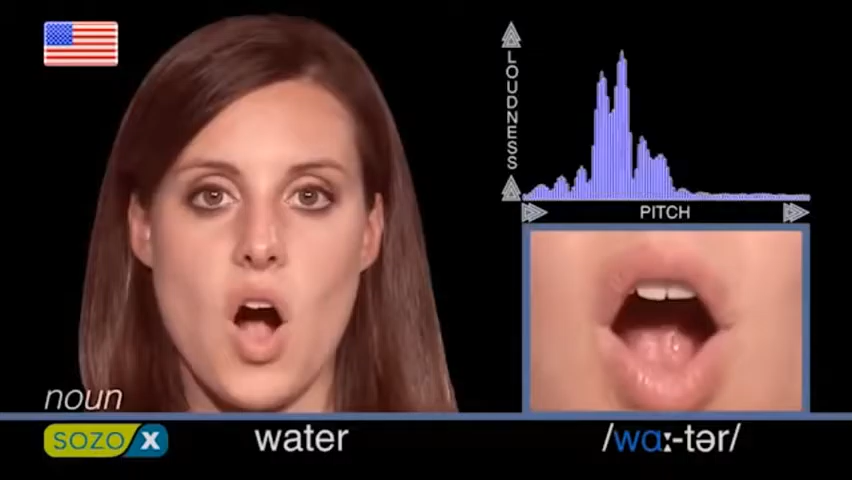 LOUDNESS
PITCH
noun
SOZO X
water
/wɑː-tər/